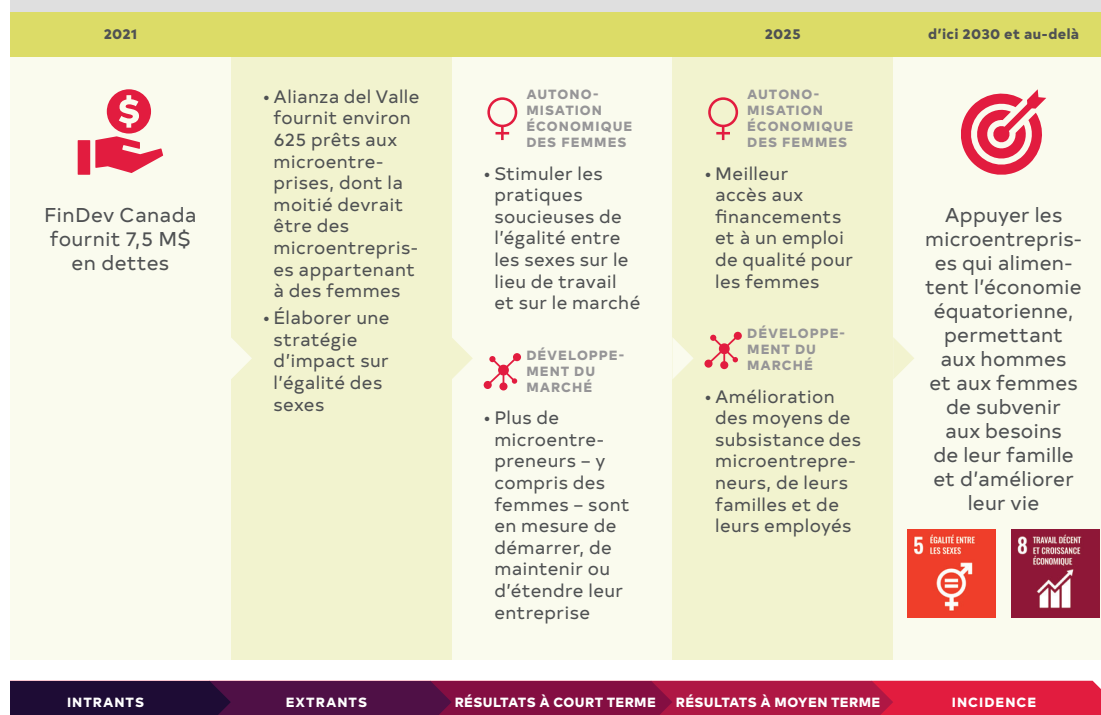 2021
2025
d'ici 2030 et au-delà
$
FinDev Canada
fournit 7,5 M$
en dettes
• Alianza del Valle
fournit environ
625 prêts aux
microentre-
prises, dont la
moitié devrait
être des
microentrepris-
es appartenant
à des femmes
• Élaborer une
stratégie
d'impact sur
l'égalité des
sexes
AUTONO-
MISATION
ÉCONOMIQUE
DES FEMMES
• Stimuler les
pratiques
soucieuses de
l'égalité entre
les sexes sur le
lieu de travail
et sur le marché
DÉVELOPPE-
MENT DU
MARCHÉ
• Plus de
microentre-
preneurs – y
compris des
femmes – sont
en mesure de
démarrer, de
maintenir ou
d'étendre leur
entreprise
AUTONO-
MISATION
ÉCONOMIQUE
DES FEMMES
• Meilleur
accès aux
financements
et à un emploi
de qualité pour
les femmes
DÉVELOPPE-
MENT DU
MARCHÉ
• Amélioration
des moyens de
subsistance des
microentrepre-
neurs, de leurs
familles et de
leurs employés
Appuyer les
microentrepris-
es qui alimen-
tent l'économie
équatorienne,
permettant
aux hommes
et aux femmes
de subvenir
aux besoins
de leur famille
et d'améliorer
leur vie
5 ÉGALITÉ ENTRE
LES SEXES
8 TRAVAIL DÉCENT
ET CROISSANCE
ÉCONOMIQUE
INTRANTS
EXTRANTS
RÉSULTATS À COURT TERME
RÉSULTATS À MOYEN TERME
INCIDENCE